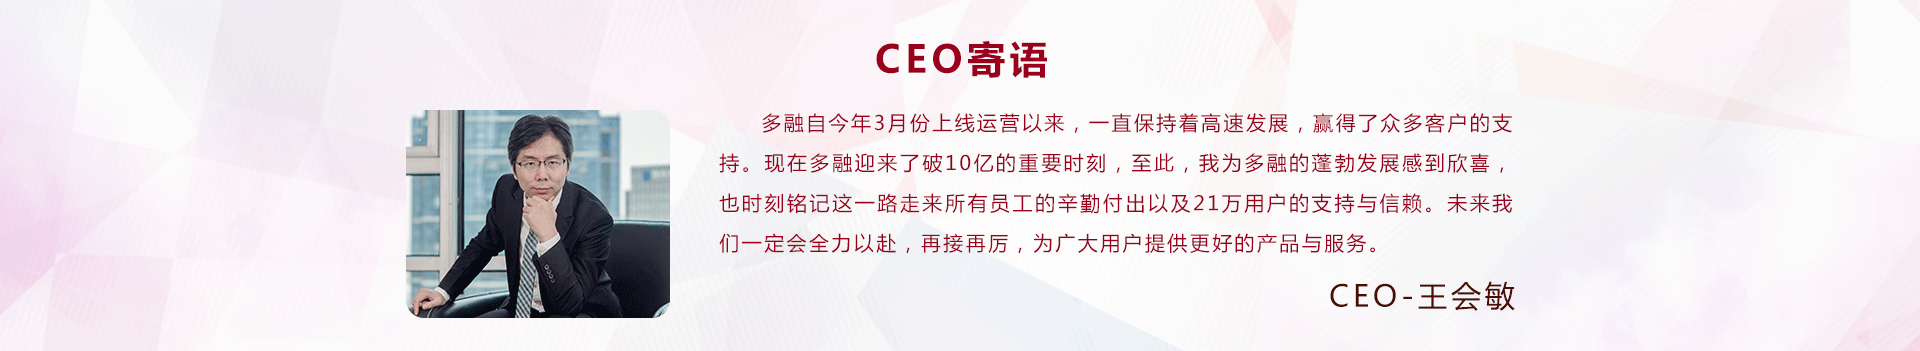 CEO寄语
多融自今年3月份上线运营以来，一直保持着高速发展，赢得了众多客户的支
持。现在多融迎来了破10亿的重要时刻，至此，我为多融的蓬勃发展感到欣喜，
也时刻铭记这一路走来所有员工的辛勤付出以及21万用户的支持与信赖。未来我
们一定会全力以赴，再接再厉，为广大用户提供更好的产品与服务。
CEO-王会敏